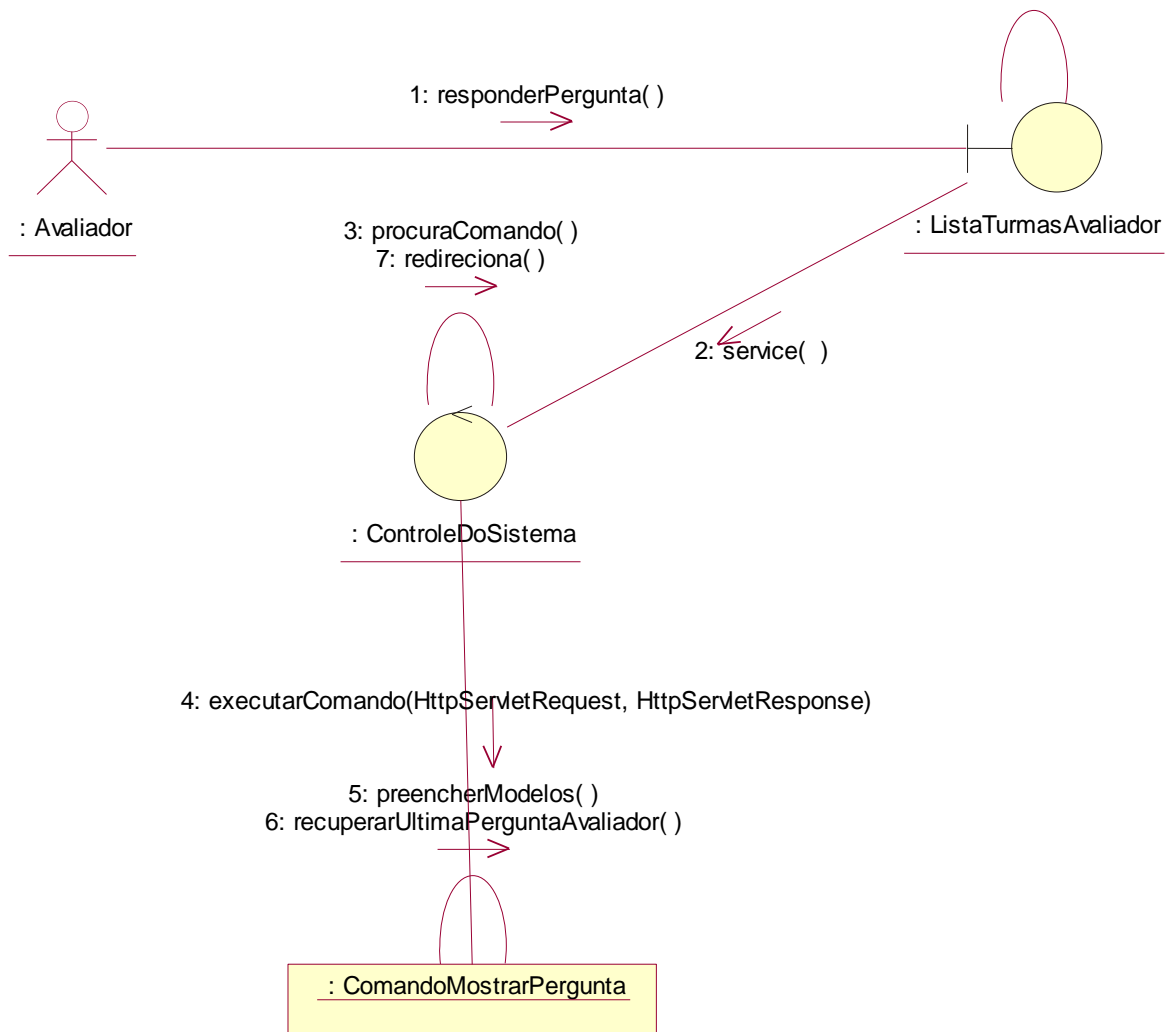 1: responderPergunta( )
: Avaliador
: ListaTurmasAvaliador
3: procuraComando( )
7: redireciona( )
2: service(  )
: ControleDoSistema
4: executarComando(HttpServletRequest, HttpServletResponse)
5: preencherModelos( )
6: recuperarUltimaPerguntaAvaliador( )
: ComandoMostrarPergunta